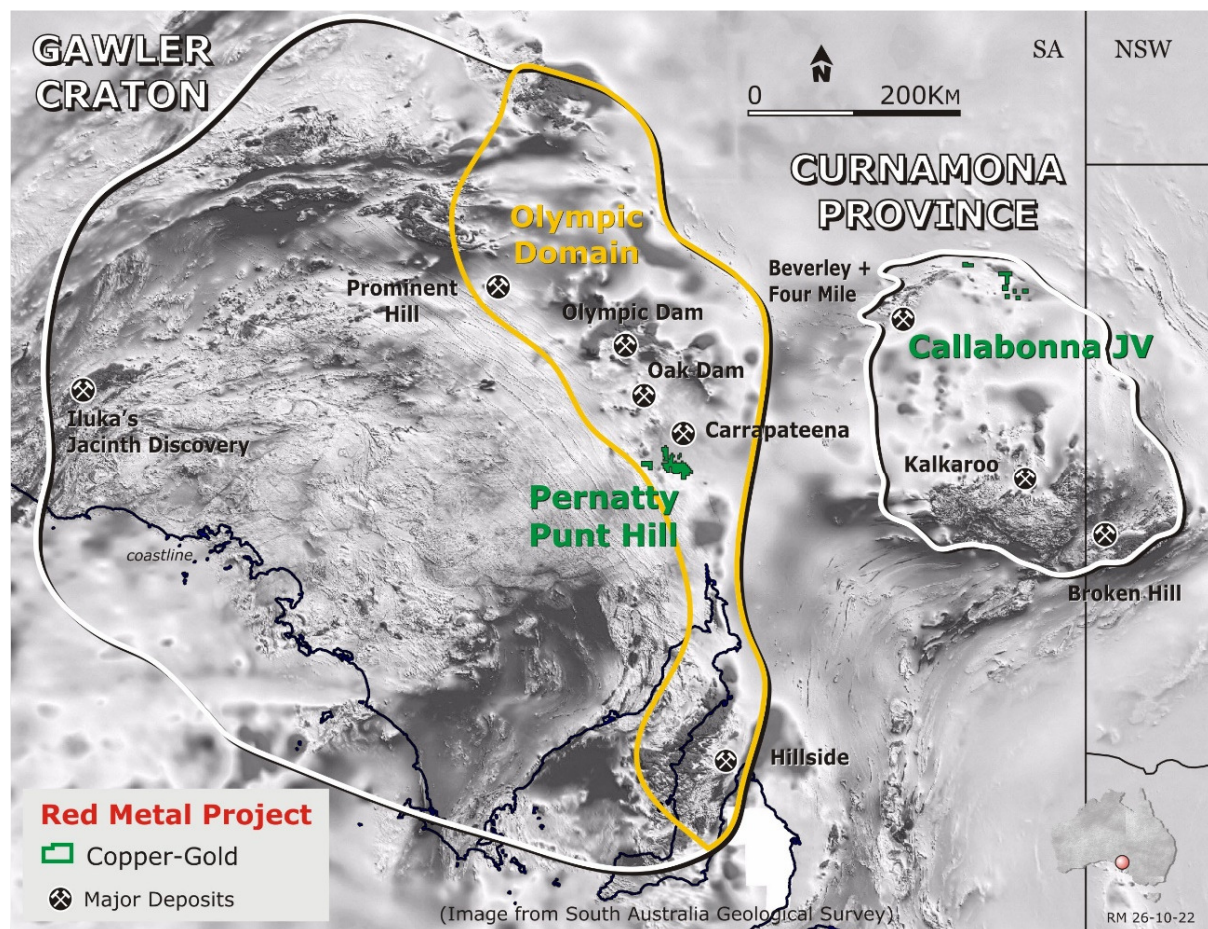 GAWLER
CRATON
SA
NSW
N
0 200KM
CURNAMONA
PROVINCE
Olympic
Domain
Beverley +
Four Mile
Prominent
Hill
Olympic Dam
Callabonna JV
Oak Dam
Iluka's
Jacinth Discovery
Carrapateena
Kalkaroo
Pernatty
Punt Hill
coastline
Broken Hill
Hillside
Red Metal Project
Copper-Gold
Major Deposits
(Image from South Australia Geological Survey)
RM 26-10-22